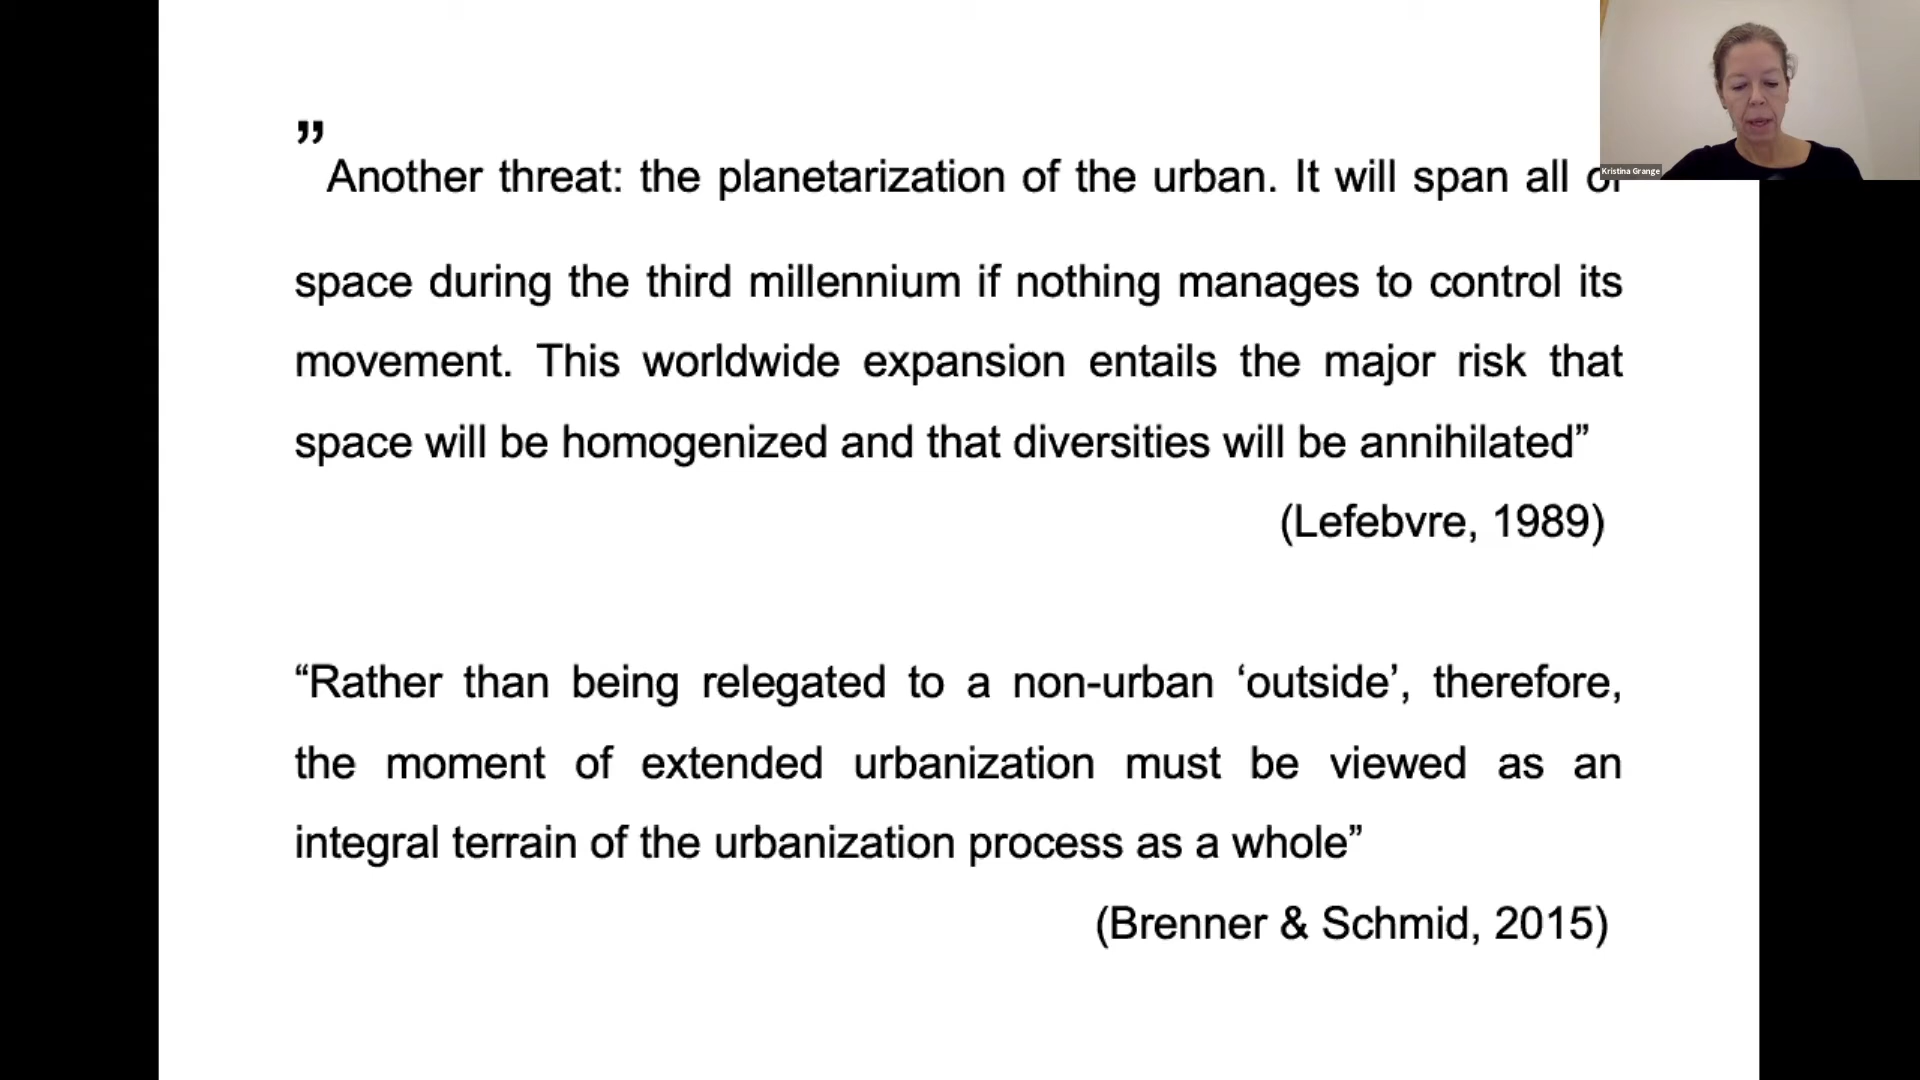 ”
Another threat: the planetarization of the urban. It will span all of
space during the third millennium if nothing manages to control its
movement. This worldwide expansion entails the major risk that
space will be homogenized and that diversities will be annihilated”
(Lefebvre, 1989)
“Rather than being relegated to a non-urban ‘outside’, therefore,
the moment of extended urbanization must be viewed as an
integral terrain of the urbanization process as a whole”
(Brenner & Schmid, 2015)
Kristina Grange